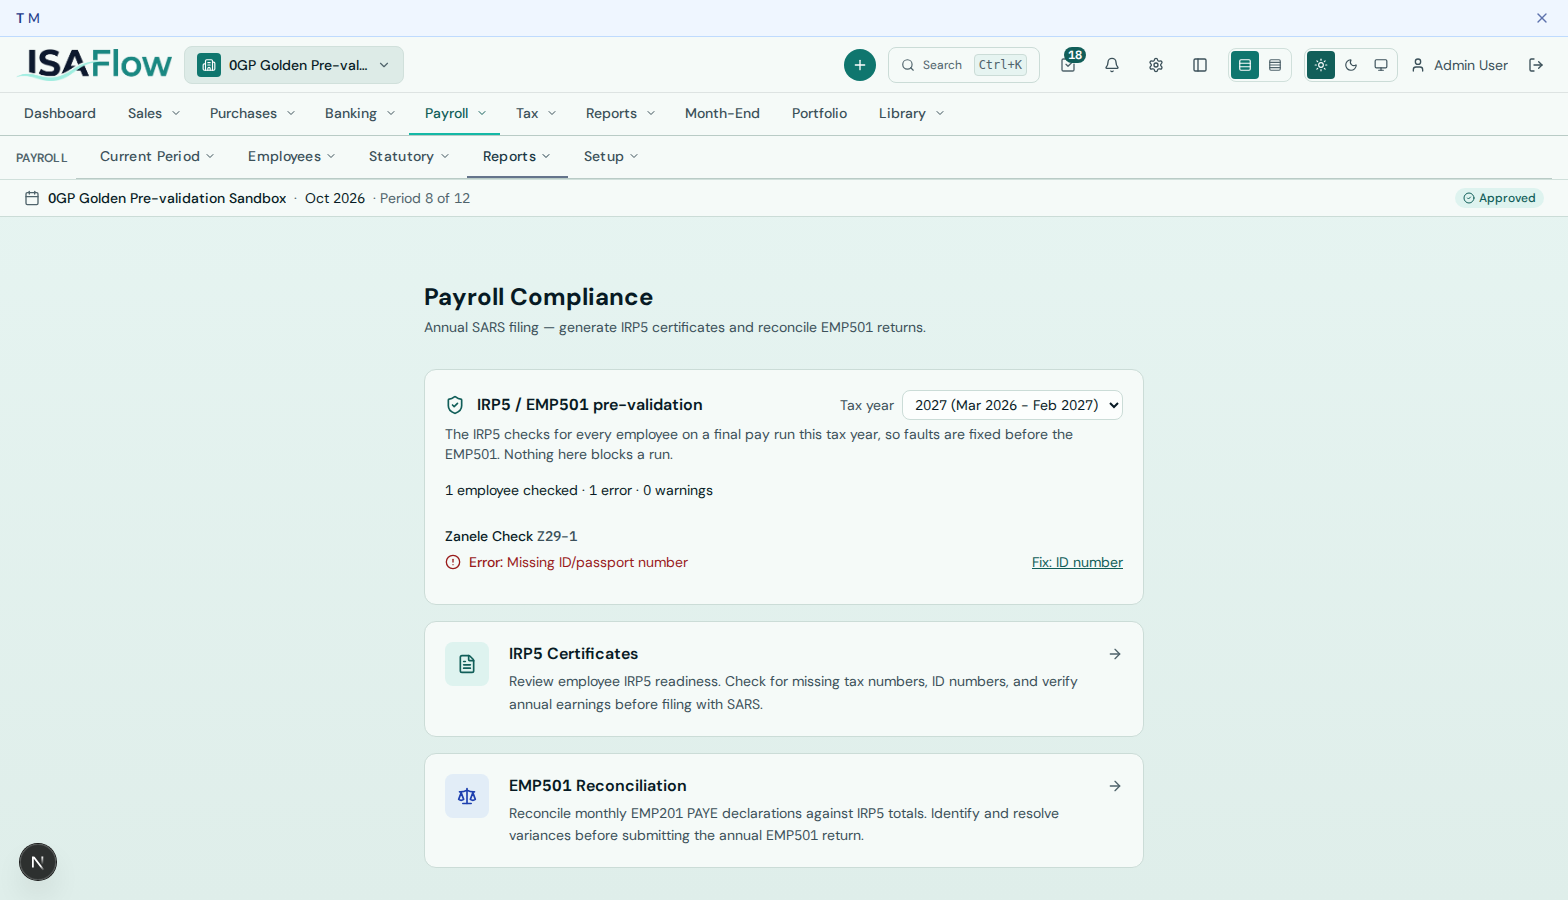 T M
ISAFlow
0GP Golden Pre-val...
Search Ctrl+K
18
Admin User
Dashboard Sales Purchases Banking Payroll Tax Reports Month-End Portfolio Library
PAYROLL Current Period Employees Statutory Reports Setup
0GP Golden Pre-validation Sandbox · Oct 2026 · Period 8 of 12
Approved
Payroll Compliance
Annual SARS filing — generate IRP5 certificates and reconcile EMP501 returns.
IRP5 / EMP501 pre-validation
Tax year 2027 (Mar 2026 - Feb 2027)
The IRP5 checks for every employee on a final pay run this tax year, so faults are fixed before the
EMP501. Nothing here blocks a run.
1 employee checked · 1 error · 0 warnings
Zanele Check Z29-1
Error: Missing ID/passport number
Fix: ID number
IRP5 Certificates
Review employee IRP5 readiness. Check for missing tax numbers, ID numbers, and verify
annual earnings before filing with SARS.
EMP501 Reconciliation
Reconcile monthly EMP201 PAYE declarations against IRP5 totals. Identify and resolve
variances before submitting the annual EMP501 return.
N